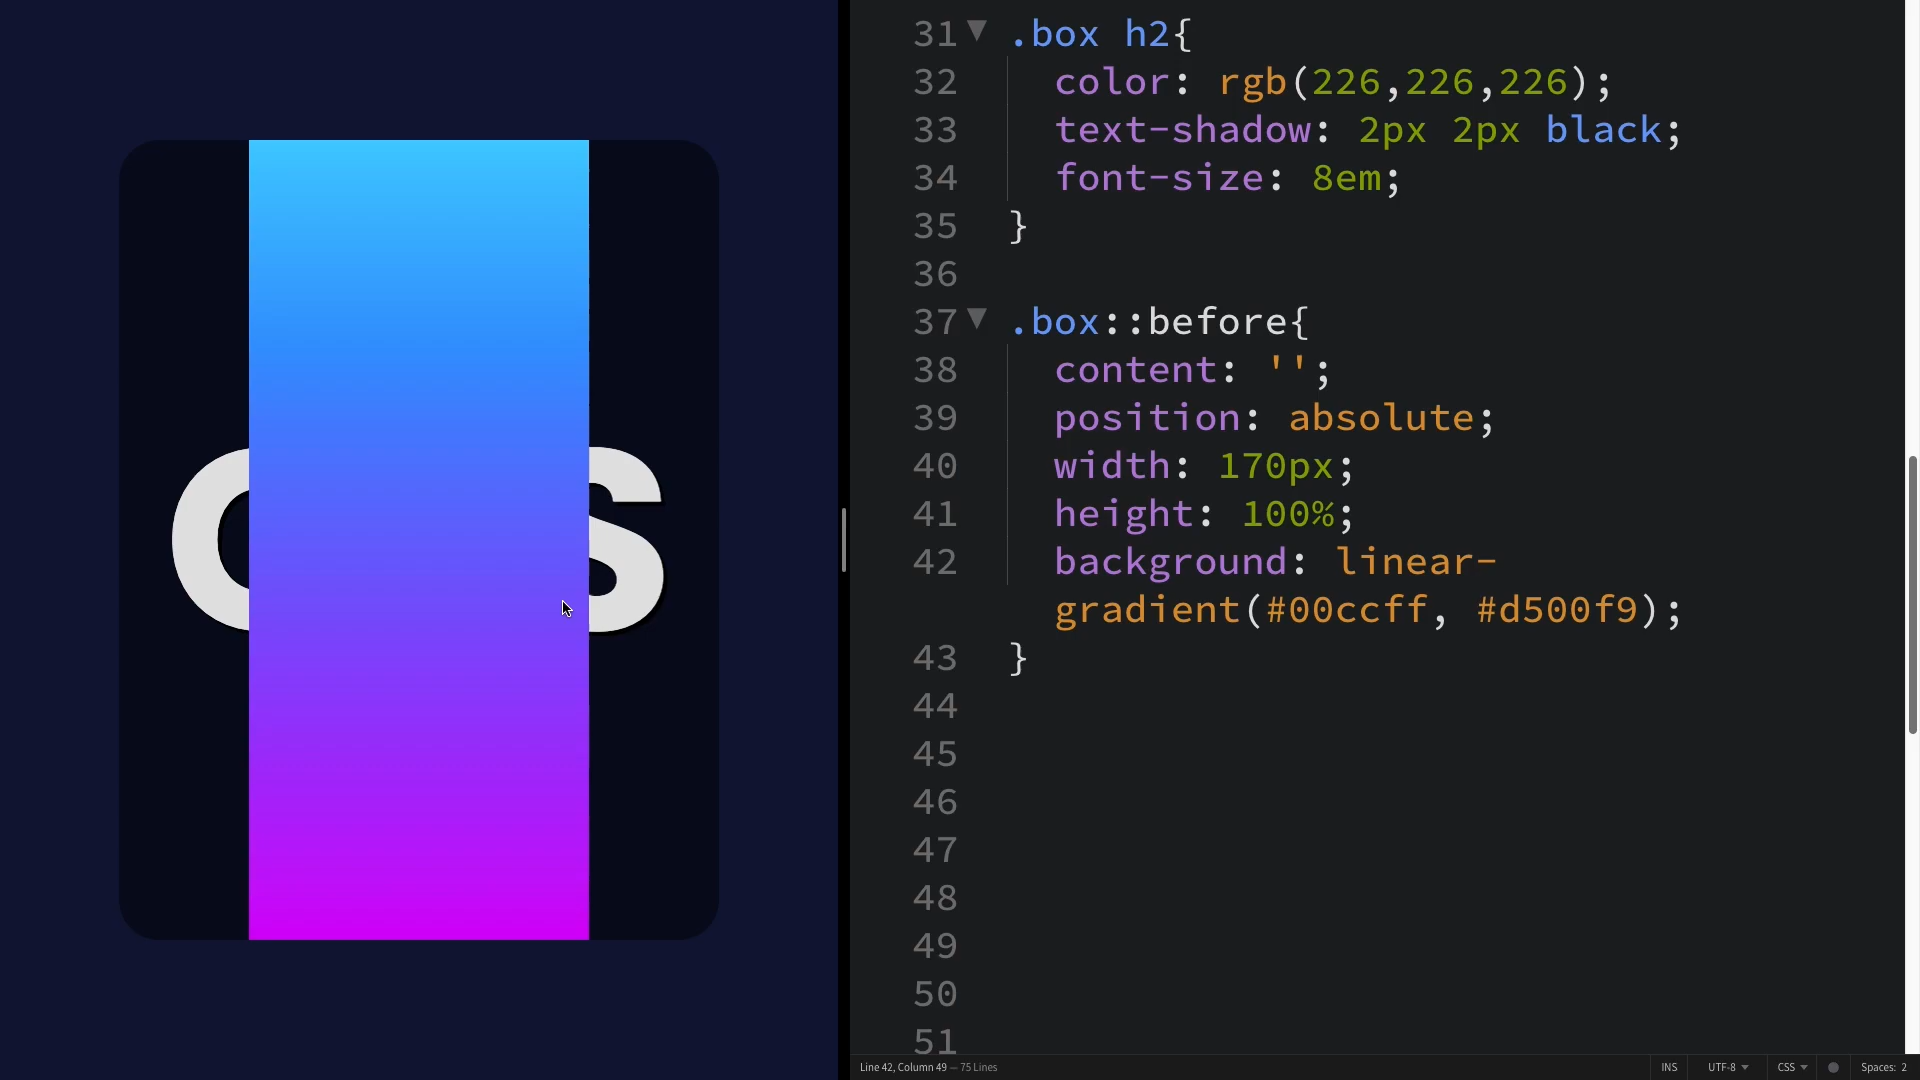 C S
31 .box h2{
32 color: rgb(226,226,226);
33 text-shadow: 2px 2px black;
34 font-size: 8em;
35 }
36
37 .box::before{
38 content: '';
39 position: absolute;
40 width: 170px;
41 height: 100%;
42 background: linear-
gradient(#00ccff, #d500f9);
43 }
44
45
46
47
48
49
50
51
Line 42, Column 49 — 75 Lines INS UTF-8 CSS Spaces: 2